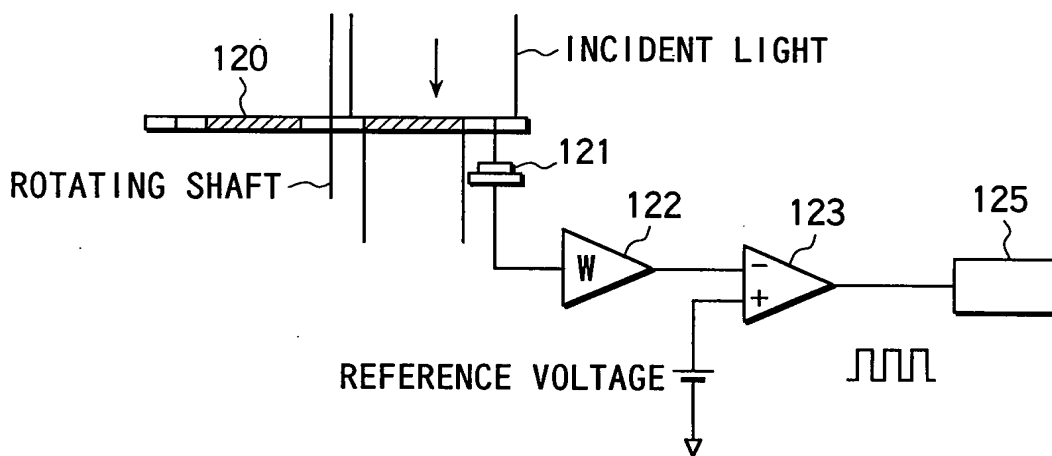 120
INCIDENT LIGHT
121
ROTATING SHAFT
122
123
125
W
−
+
REFERENCE VOLTAGE